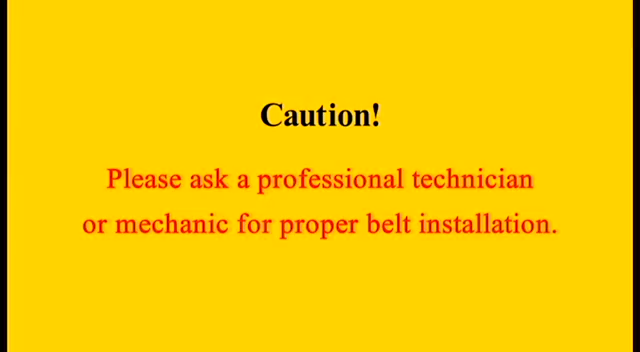 Caution!
Please ask a professional technician
or mechanic for proper belt installation.